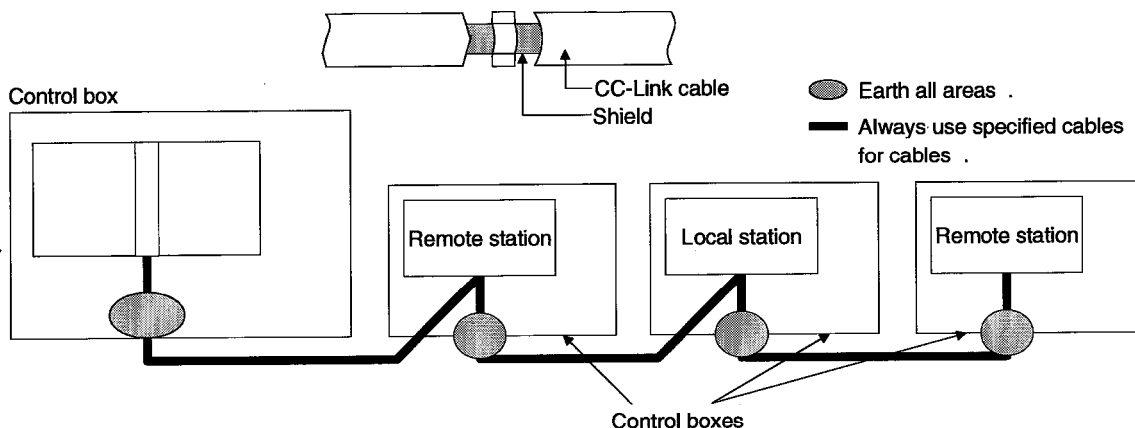 CC-Link cable
Shield
Control box
Earth all areas .
Always use specified cables
for cables .
Remote station
Local station
Remote station
Control boxes